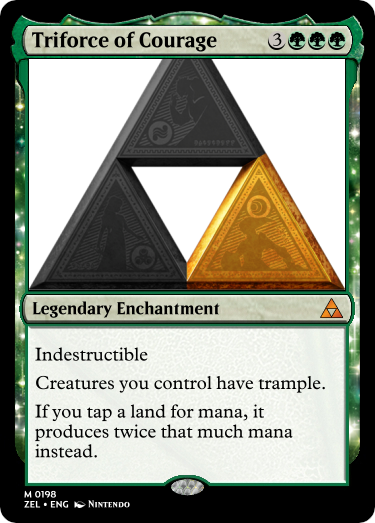 Triforce of Courage 3
Legendary Enchantment
Indestructible
Creatures you control have trample.
If you tap a land for mana, it
produces twice that much mana
instead.
M 0198
ZEL • ENG Nintendo